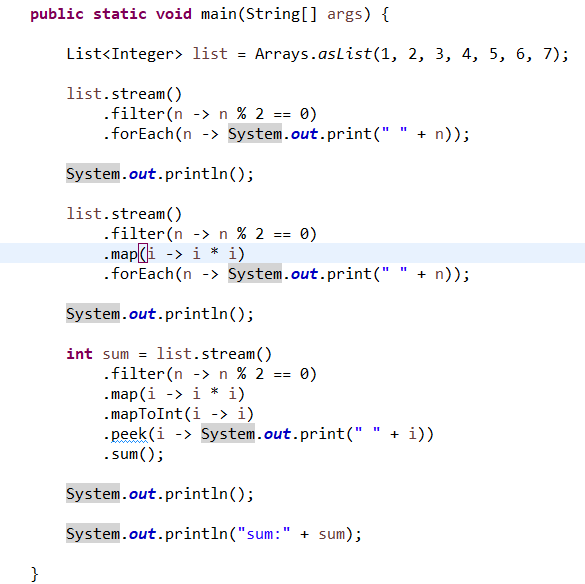 public static void main(String[] args) {
List<Integer> list = Arrays.asList(1, 2, 3, 4, 5, 6, 7);
list.stream()
.filter(n -> n % 2 == 0)
.forEach(n -> System.out.print(" " + n));
System.out.println();
list.stream()
.filter(n -> n % 2 == 0)
.map(i -> i * i)
.forEach(n -> System.out.print(" " + n));
System.out.println();
int sum = list.stream()
.filter(n -> n % 2 == 0)
.map(i -> i * i)
.mapToInt(i -> i)
.peek(i -> System.out.print(" " + i))
.sum();
System.out.println();
System.out.println("sum:" + sum);
}